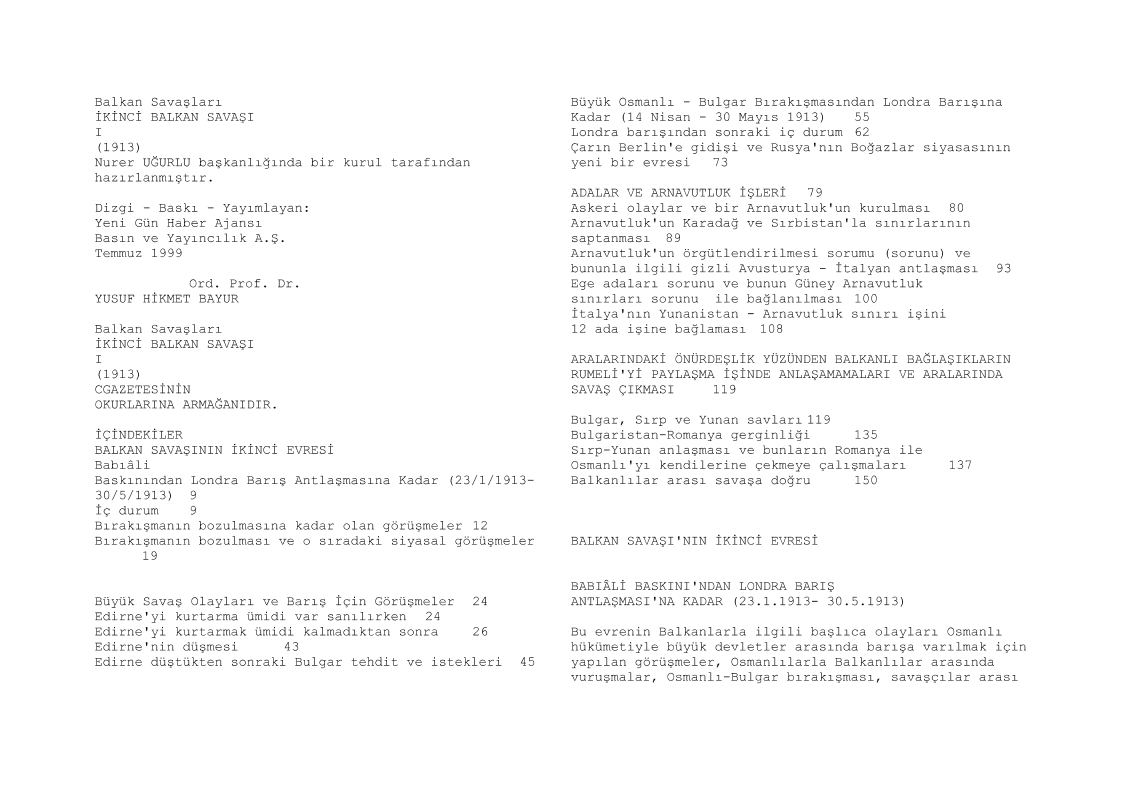 Balkan Savaşları
İKİNCİ BALKAN SAVAŞI
I
(1913)
Nurer UĞURLU başkanlığında bir kurul tarafından
hazırlanmıştır.
Dizgi - Baskı - Yayımlayan:
Yeni Gün Haber Ajansı
Basın ve Yayıncılık A.Ş.
Temmuz 1999
Ord. Prof. Dr.
YUSUF HİKMET BAYUR
Balkan Savaşları
İKİNCİ BALKAN SAVAŞI
I
(1913)
CGAZETESİNİN
OKURLARINA ARMAĞANIDIR.
İÇİNDEKİLER
BALKAN SAVAŞININ İKİNCİ EVRESİ
Babıâli
Baskınından Londra Barış Antlaşmasına Kadar (23/1/1913-
30/5/1913) 9
İç durum 9
Bırakışmanın bozulmasına kadar olan görüşmeler 12
Bırakışmanın bozulması ve o sıradaki siyasal görüşmeler
19
Büyük Savaş Olayları ve Barış İçin Görüşmeler 24
Edirne'yi kurtarma ümidi var sanılırken 24
Edirne'yi kurtarmak ümidi kalmadıktan sonra 26
Edirne'nin düşmesi 43
Edirne düştükten sonraki Bulgar tehdit ve istekleri 45
Büyük Osmanlı - Bulgar Bırakışmasından Londra Barışına
Kadar (14 Nisan - 30 Mayıs 1913) 55
Londra barışından sonraki iç durum 62
Çarın Berlin'e gidişi ve Rusya'nın Boğazlar siyasasının
yeni bir evresi 73
ADALAR VE ARNAVUTLUK İŞLERİ 79
Askeri olaylar ve bir Arnavutluk'un kurulması 80
Arnavutluk'un Karadağ ve Sırbistan'la sınırlarının
saptanması 89
Arnavutluk'un örgütlendirilmesi sorumu (sorunu) ve
bununla ilgili gizli Avusturya - İtalyan antlaşması 93
Ege adaları sorunu ve bunun Güney Arnavutluk
sınırları sorunu ile bağlanılması 100
İtalya'nın Yunanistan - Arnavutluk sınırı işini
12 ada işine bağlaması 108
ARALARINDAKİ ÖNÜRDEŞLİK YÜZÜNDEN BALKANLI BAĞLAŞIKLARIN
RUMELİ'Yİ PAYLAŞMA İŞİNDE ANLAŞAMAMALARI VE ARALARINDA
SAVAŞ ÇIKMASI 119
Bulgar, Sırp ve Yunan savları 119
Bulgaristan-Romanya gerginliği 135
Sırp-Yunan anlaşması ve bunların Romanya ile
Osmanlı'yı kendilerine çekmeye çalışmaları 137
Balkanlılar arası savaşa doğru 150
BALKAN SAVAŞI'NIN İKİNCİ EVRESİ
BABIÂLİ BASKINI'NDAN LONDRA BARIŞ
ANTLAŞMASI'NA KADAR (23.1.1913- 30.5.1913)
Bu evrenin Balkanlarla ilgili başlıca olayları Osmanlı
hükümetiyle büyük devletler arasında barışa varılmak için
yapılan görüşmeler, Osmanlılarla Balkanlılar arasında
vuruşmalar, Osmanlı-Bulgar bırakışması, savaşçılar arası